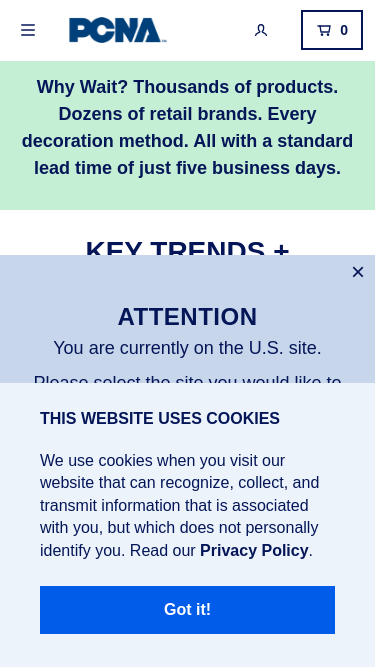 PCNA
0
Why Wait? Thousands of products.
Dozens of retail brands. Every
decoration method. All with a standard
lead time of just five business days.
KEY TRENDS +
ATTENTION
You are currently on the U.S. site.
Please select the site you would like to
THIS WEBSITE USES COOKIES
We use cookies when you visit our
website that can recognize, collect, and
transmit information that is associated
with you, but which does not personally
identify you. Read our Privacy Policy.
Got it!